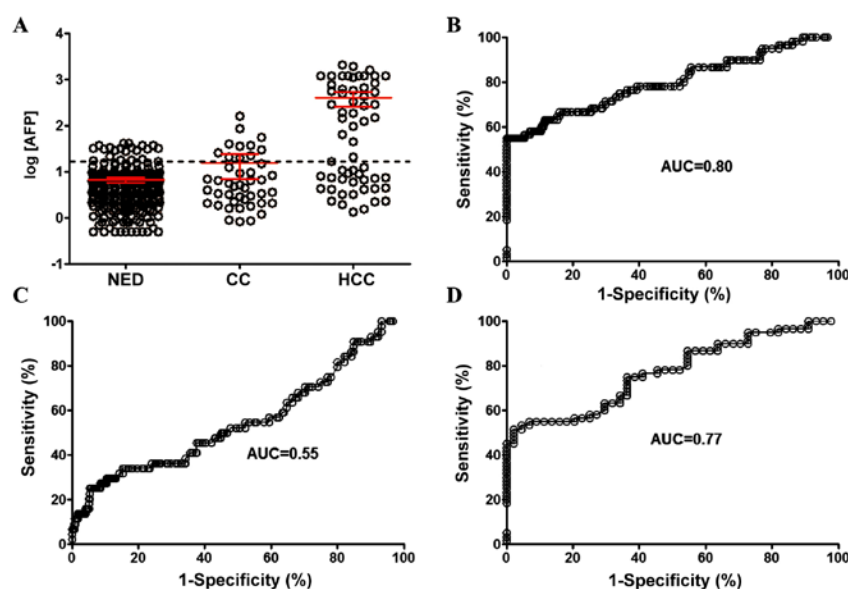 A
log [AFP]
4
3
2
1
0
-1
NED CC HCC
B
Sensitivity (%)
100
80
60
40
20
0
AUC=0.80
0 20 40 60 80 100
1-Specificity (%)
C
Sensitivity (%)
100
80
60
40
20
0
AUC=0.55
0 20 40 60 80 100
1-Specificity (%)
D
Sensitivity (%)
100
80
60
40
20
0
AUC=0.77
0 20 40 60 80 100
1-Specificity (%)